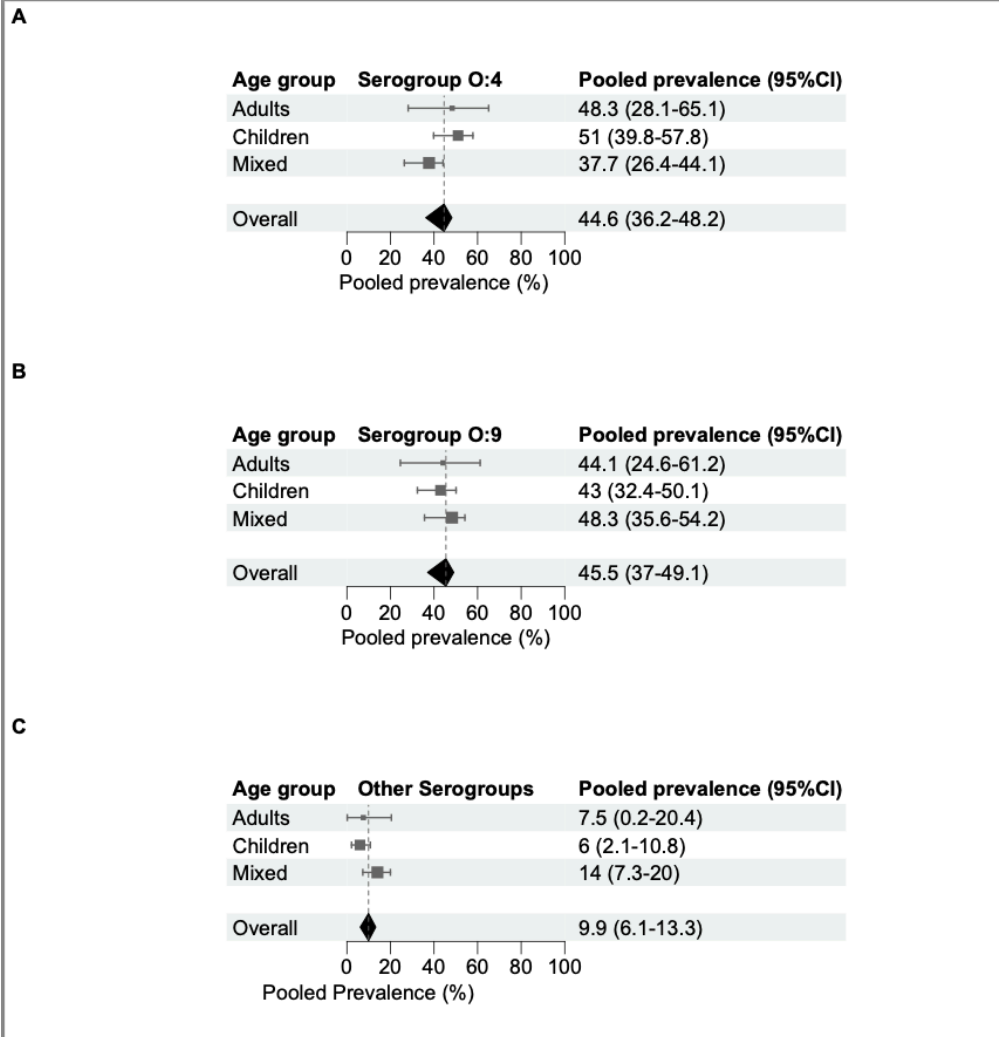 A
Age group Serogroup O:4 Pooled prevalence (95%CI)
Adults 48.3 (28.1-65.1)
Children 51 (39.8-57.8)
Mixed 37.7 (26.4-44.1)
Overall 44.6 (36.2-48.2)
0 20 40 60 80 100
Pooled prevalence (%)
B
Age group Serogroup O:9 Pooled prevalence (95%CI)
Adults 44.1 (24.6-61.2)
Children 43 (32.4-50.1)
Mixed 48.3 (35.6-54.2)
Overall 45.5 (37-49.1)
0 20 40 60 80 100
Pooled prevalence (%)
C
Age group Other Serogroups Pooled prevalence (95%CI)
Adults 7.5 (0.2-20.4)
Children 6 (2.1-10.8)
Mixed 14 (7.3-20)
Overall 9.9 (6.1-13.3)
0 20 40 60 80 100
Pooled Prevalence (%)